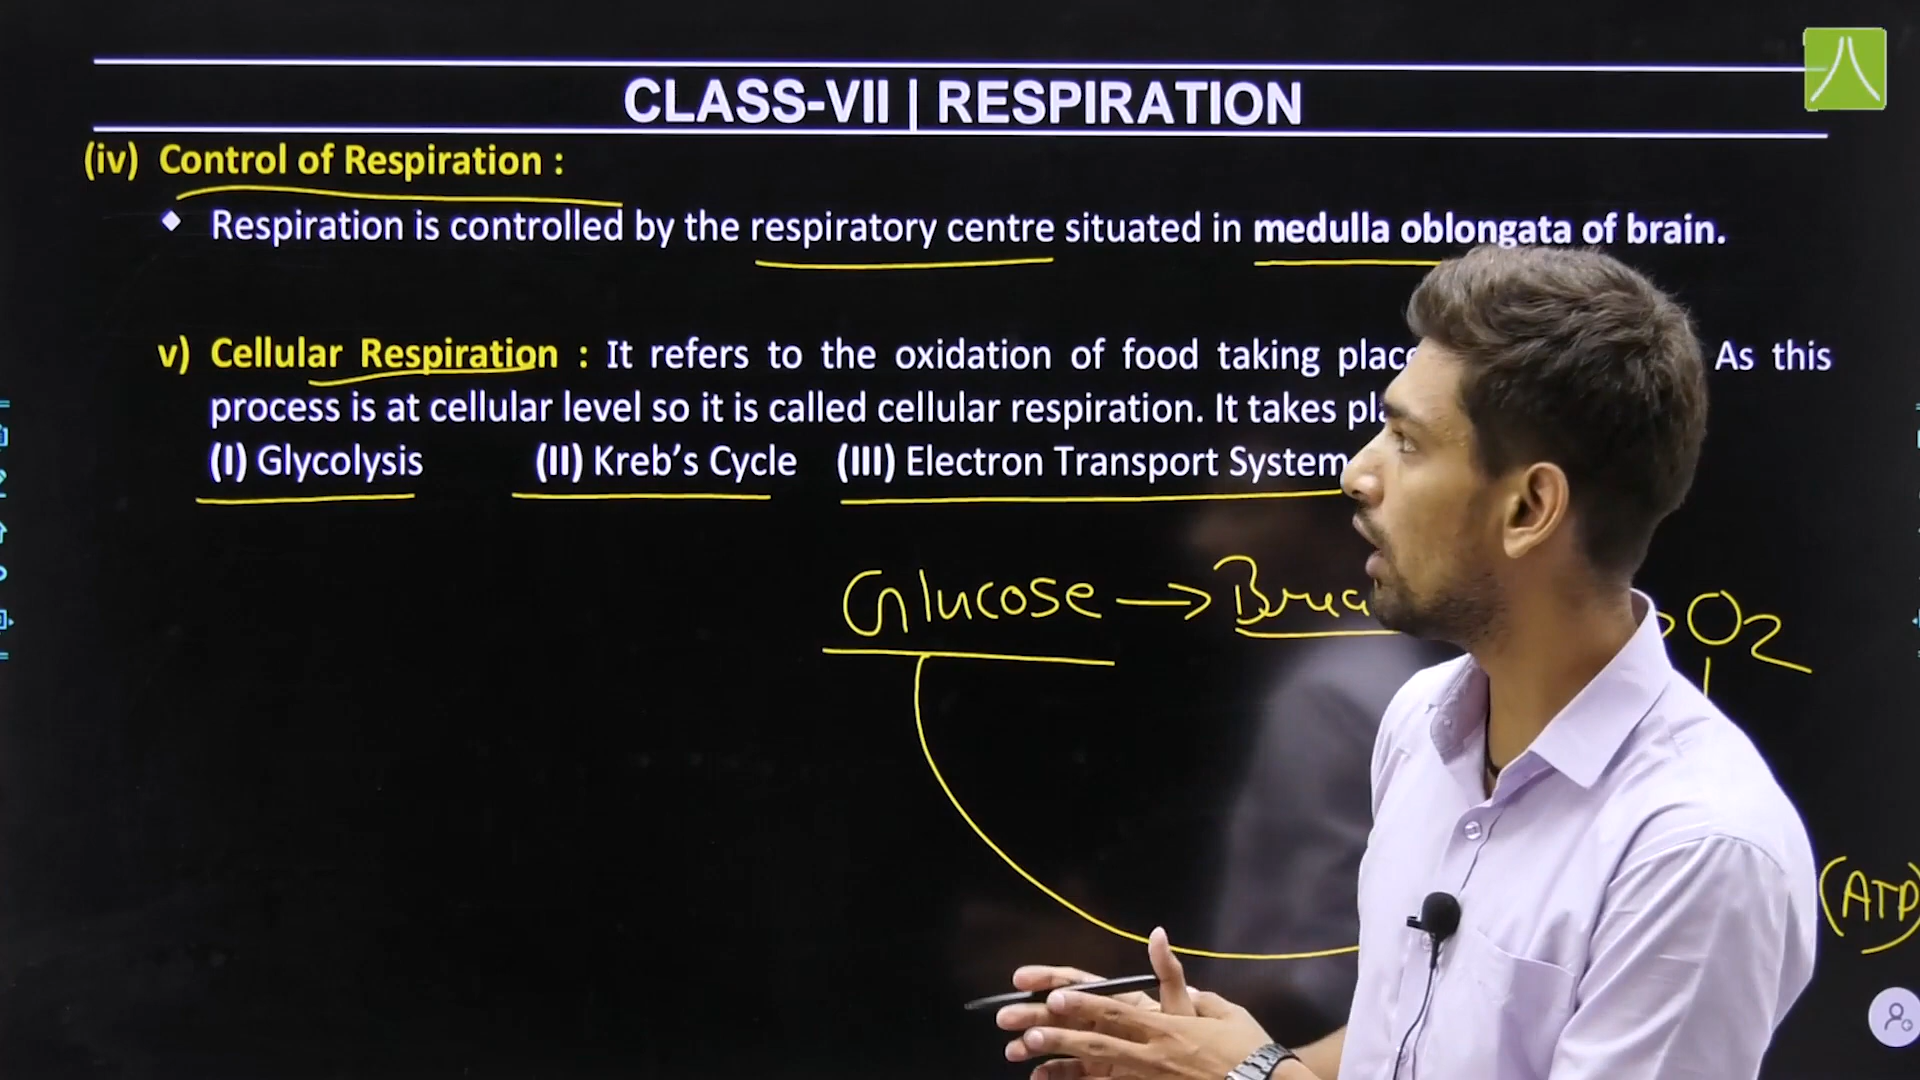 CLASS-VII | RESPIRATION
(iv) Control of Respiration :
❖ Respiration is controlled by the respiratory centre situated in medulla oblongata of brain.
v) Cellular Respiration : It refers to the oxidation of food taking As this
process is at cellular level so it is called cellular respiration. It takes
(I) Glycolysis (II) Kreb's Cycle (III) Electron Transport System
Glucose → O2
(ATP)